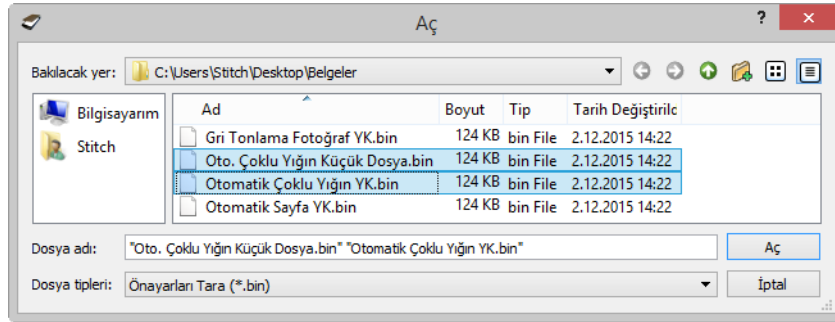 Aç
?
Bakılacak yer: C:\Users\Stitch\Desktop\Belgeler
Bilgisayarım
Stitch
Ad Boyut Tip Tarih Değiştirilc
Gri Tonlama Fotoğraf YK.bin 124 KB bin File 2.12.2015 14:22
Oto. Çoklu Yığın Küçük Dosya.bin 124 KB bin File 2.12.2015 14:22
Otomatik Çoklu Yığın YK.bin 124 KB bin File 2.12.2015 14:22
Otomatik Sayfa YK.bin 124 KB bin File 2.12.2015 14:22
Dosya adı: "Oto. Çoklu Yığın Küçük Dosya.bin" "Otomatik Çoklu Yığın YK.bin" Aç
Dosya tipleri: Önayarları Tara (*.bin) İptal